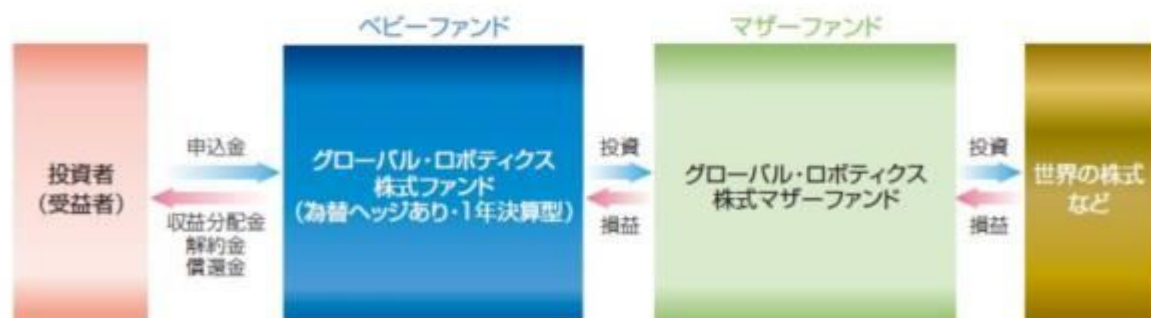 ベビーファンド
マザーファンド
投資者
(受益者)
申込金
収益分配金
解約金
償還金
グローバル・ロボティクス
株式ファンド
(為替ヘッジあり・1年決算型)
投資
損益
グローバル・ロボティクス
株式マザーファンド
投資
損益
世界の株式
など